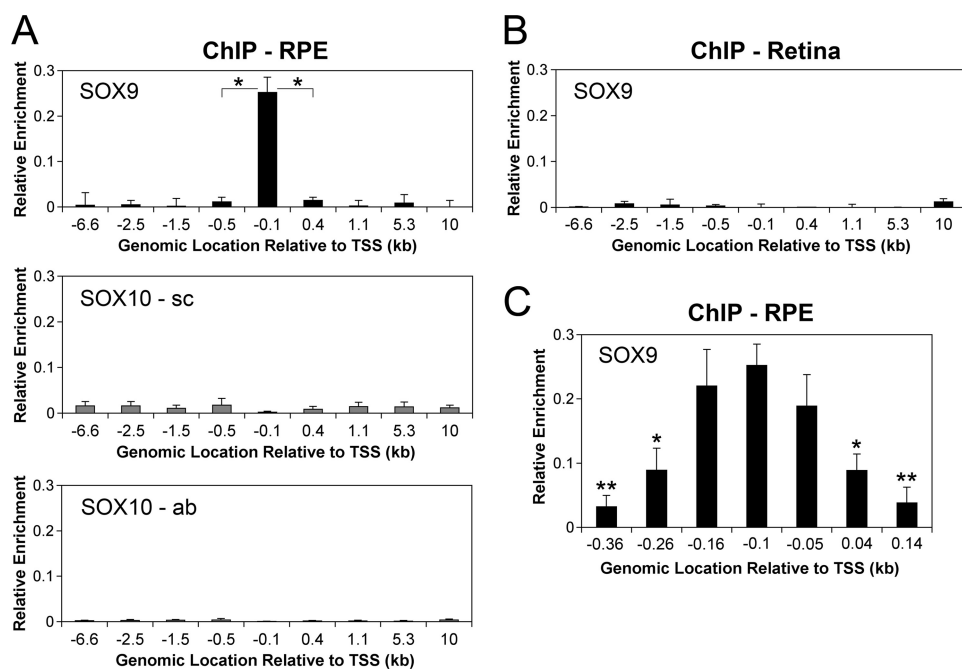 A
ChIP - RPE
Relative Enrichment
0.3
0.2
0.1
0
SOX9
* *
-6.6 -2.5 -1.5 -0.5 -0.1 0.4 1.1 5.3 10
Genomic Location Relative to TSS (kb)
Relative Enrichment
0.3
0.2
0.1
0
SOX10 - sc
-6.6 -2.5 -1.5 -0.5 -0.1 0.4 1.1 5.3 10
Genomic Location Relative to TSS (kb)
Relative Enrichment
0.3
0.2
0.1
0
SOX10 - ab
-6.6 -2.5 -1.5 -0.5 -0.1 0.4 1.1 5.3 10
Genomic Location Relative to TSS (kb)
B
ChIP - Retina
Relative Enrichment
0.3
0.2
0.1
0
SOX9
-6.6 -2.5 -1.5 -0.5 -0.1 0.4 1.1 5.3 10
Genomic Location Relative to TSS (kb)
C
ChIP - RPE
Relative Enrichment
0.3
0.2
0.1
0
SOX9
** * * **
-0.36 -0.26 -0.16 -0.1 -0.05 0.04 0.14
Genomic Location Relative to TSS (kb)